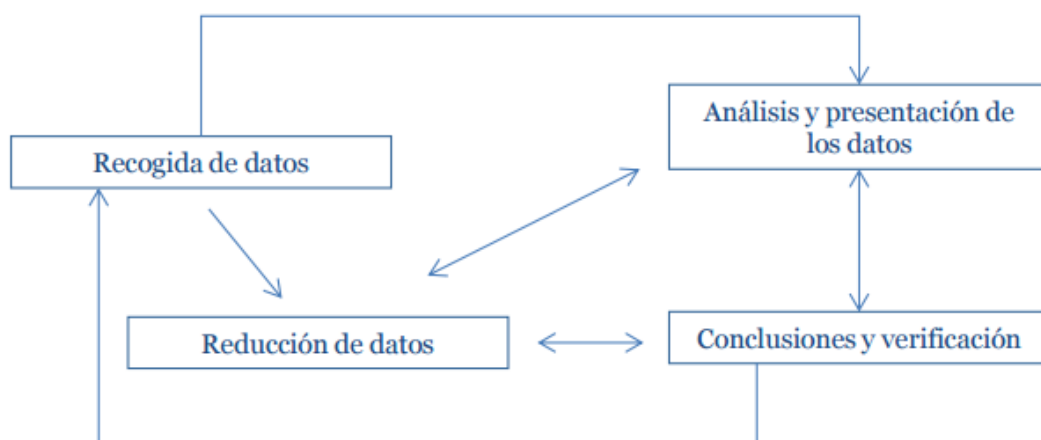 Análisis y presentación de
los datos
Recogida de datos
Reducción de datos
Conclusiones y verificación